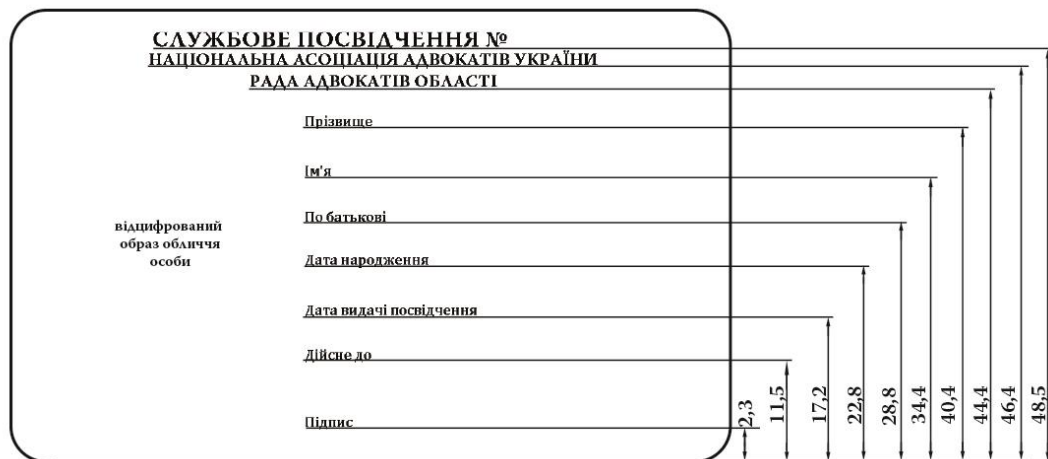 СЛУЖБОВЕ ПОСВІДЧЕННЯ №
НАЦІОНАЛЬНА АСОЦІАЦІЯ АДВОКАТІВ УКРАЇНИ
РАДА АДВОКАТІВ ОБЛАСТІ
Прізвище
Ім'я
По батькові
відцифрований
образ обличчя
особи
Дата народження
Дата видачі посвідчення
Дійсне до
Підпис
2,3
11,5
17,2
22,8
28,8
34,4
40,4
44,4
46,4
48,5